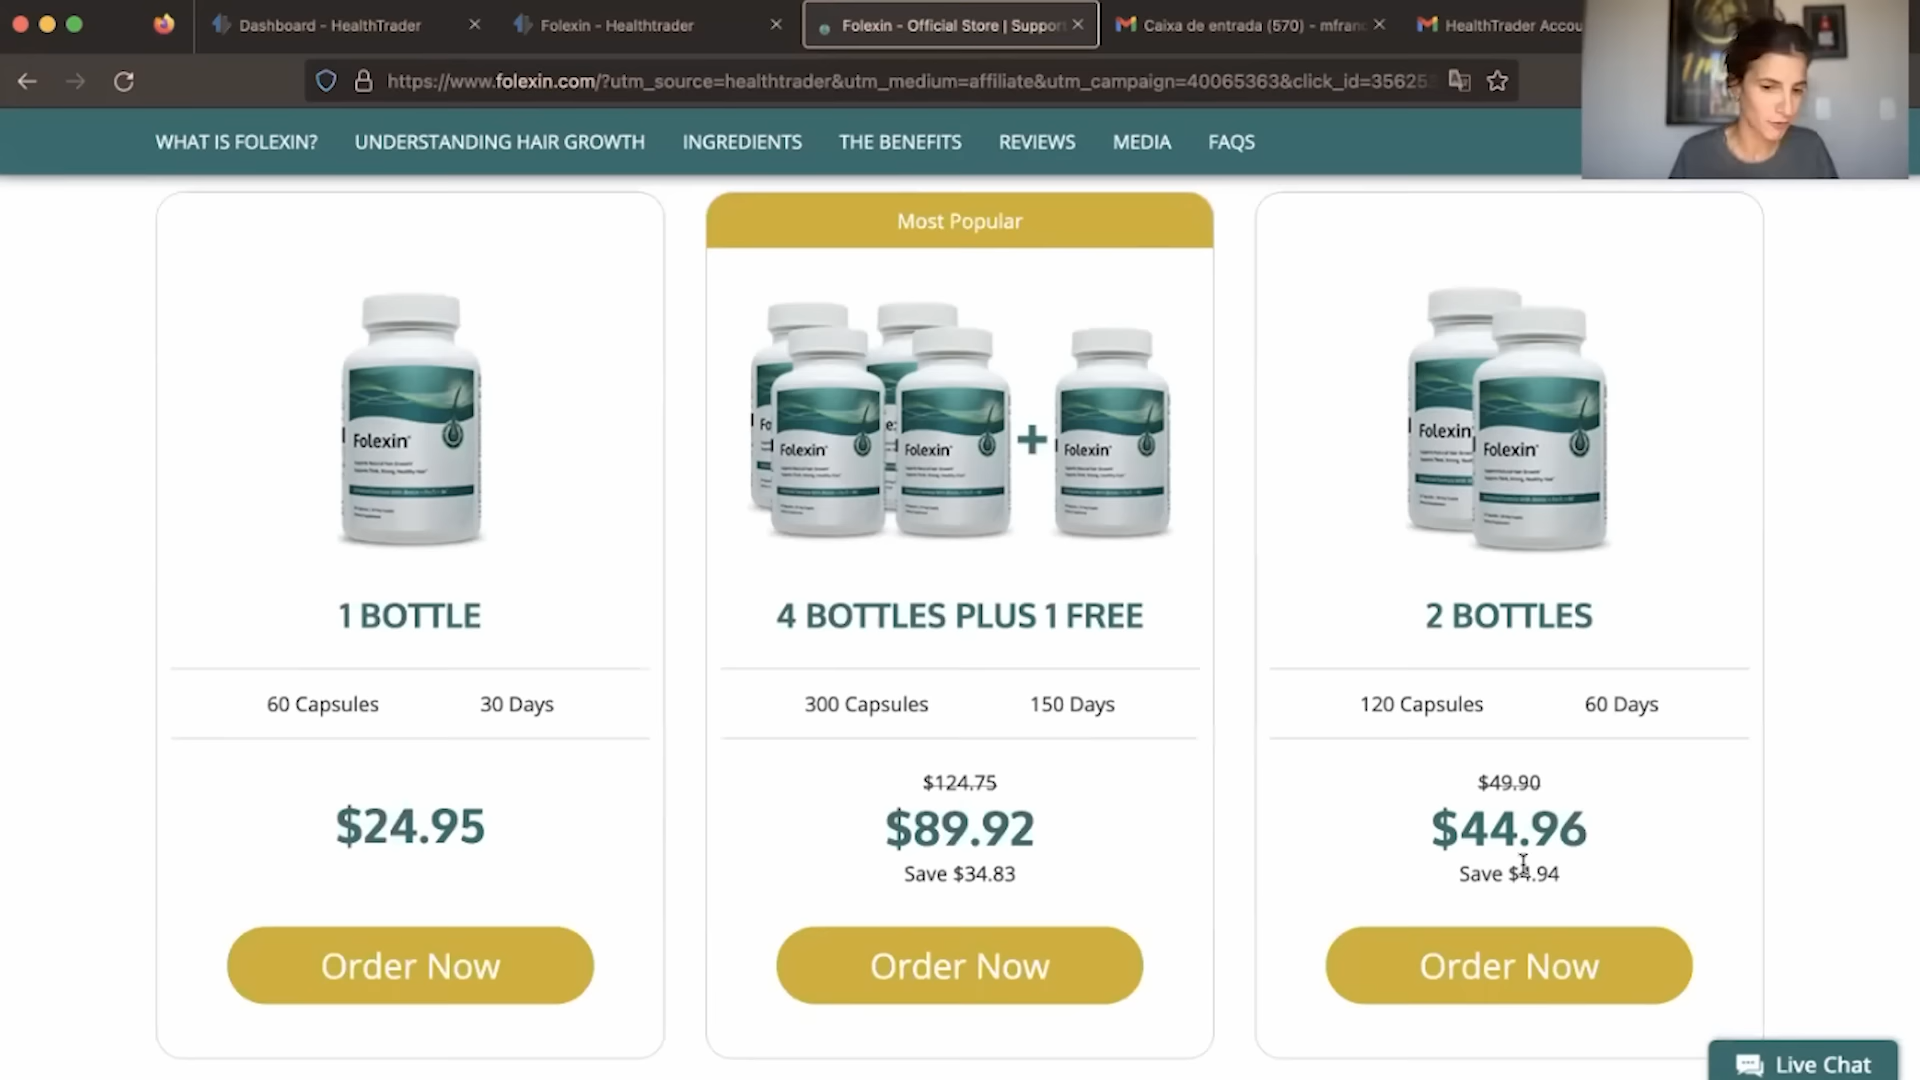 Dashboard - HealthTrader
Folexin - Healthtrader
Folexin - Official Store | Suppor
Caixa de entrada (570) - mfran
HealthTrader Accou
https://www.folexin.com/?utm_source=healthtrader&utm_medium=affiliate&utm_campaign=40065363&click_id=35625
WHAT IS FOLEXIN?
UNDERSTANDING HAIR GROWTH
INGREDIENTS
THE BENEFITS
REVIEWS
MEDIA
FAQS
Most Popular
Folexin
Folexin
Folexin
Folexin
Folexin
Folexin
1 BOTTLE
60 Capsules
30 Days
$24.95
Order Now
4 BOTTLES PLUS 1 FREE
300 Capsules
150 Days
$124.75
$89.92
Save $34.83
Order Now
2 BOTTLES
120 Capsules
60 Days
$49.90
$44.96
Save $4.94
Order Now
Live Chat